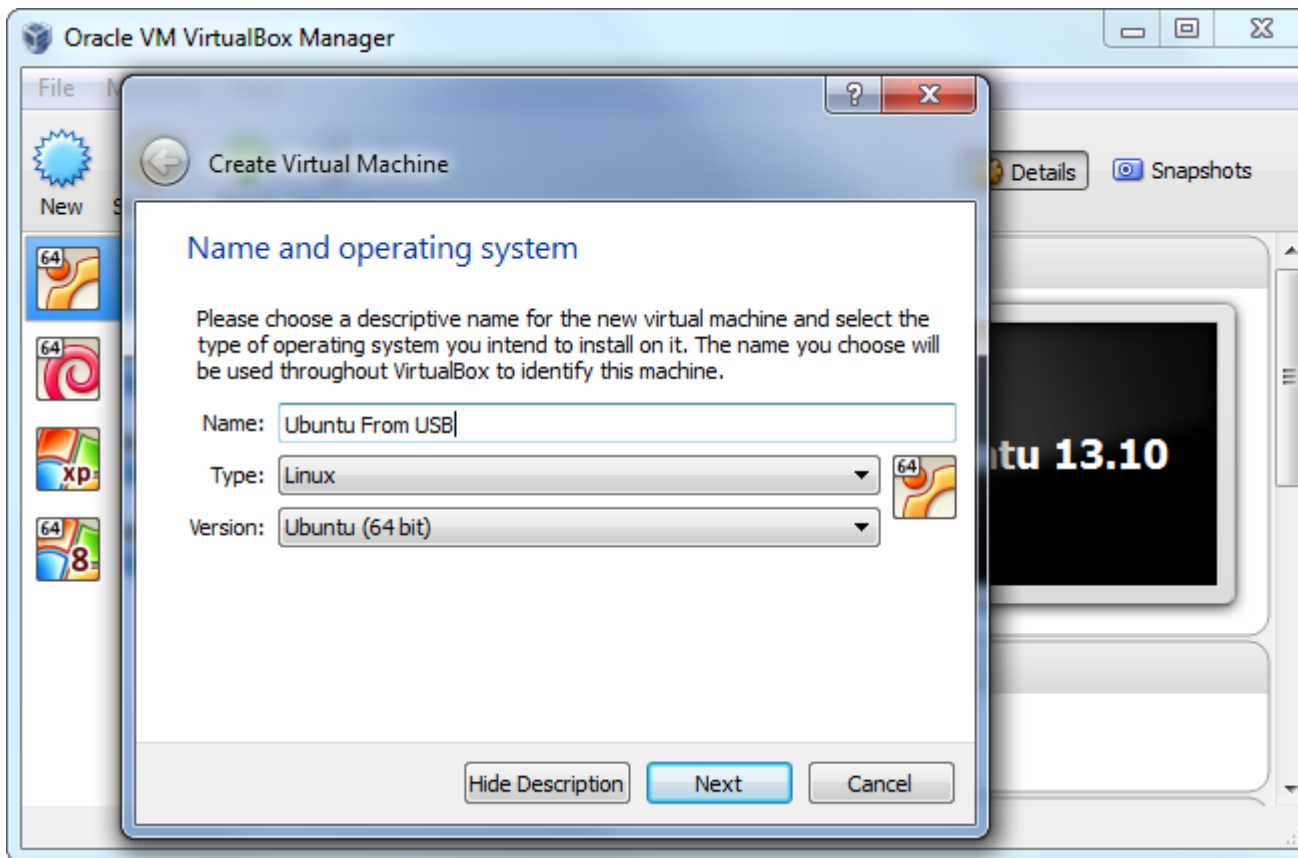 Oracle VM VirtualBox Manager
File
Create Virtual Machine
New
Details
Snapshots
Name and operating system
Please choose a descriptive name for the new virtual machine and select the
type of operating system you intend to install on it. The name you choose will
be used throughout VirtualBox to identify this machine.
Name: Ubuntu From USB
Type: Linux
Version: Ubuntu (64 bit)
64
64
64
xp
64
8
tu 13.10
Hide Description
Next
Cancel